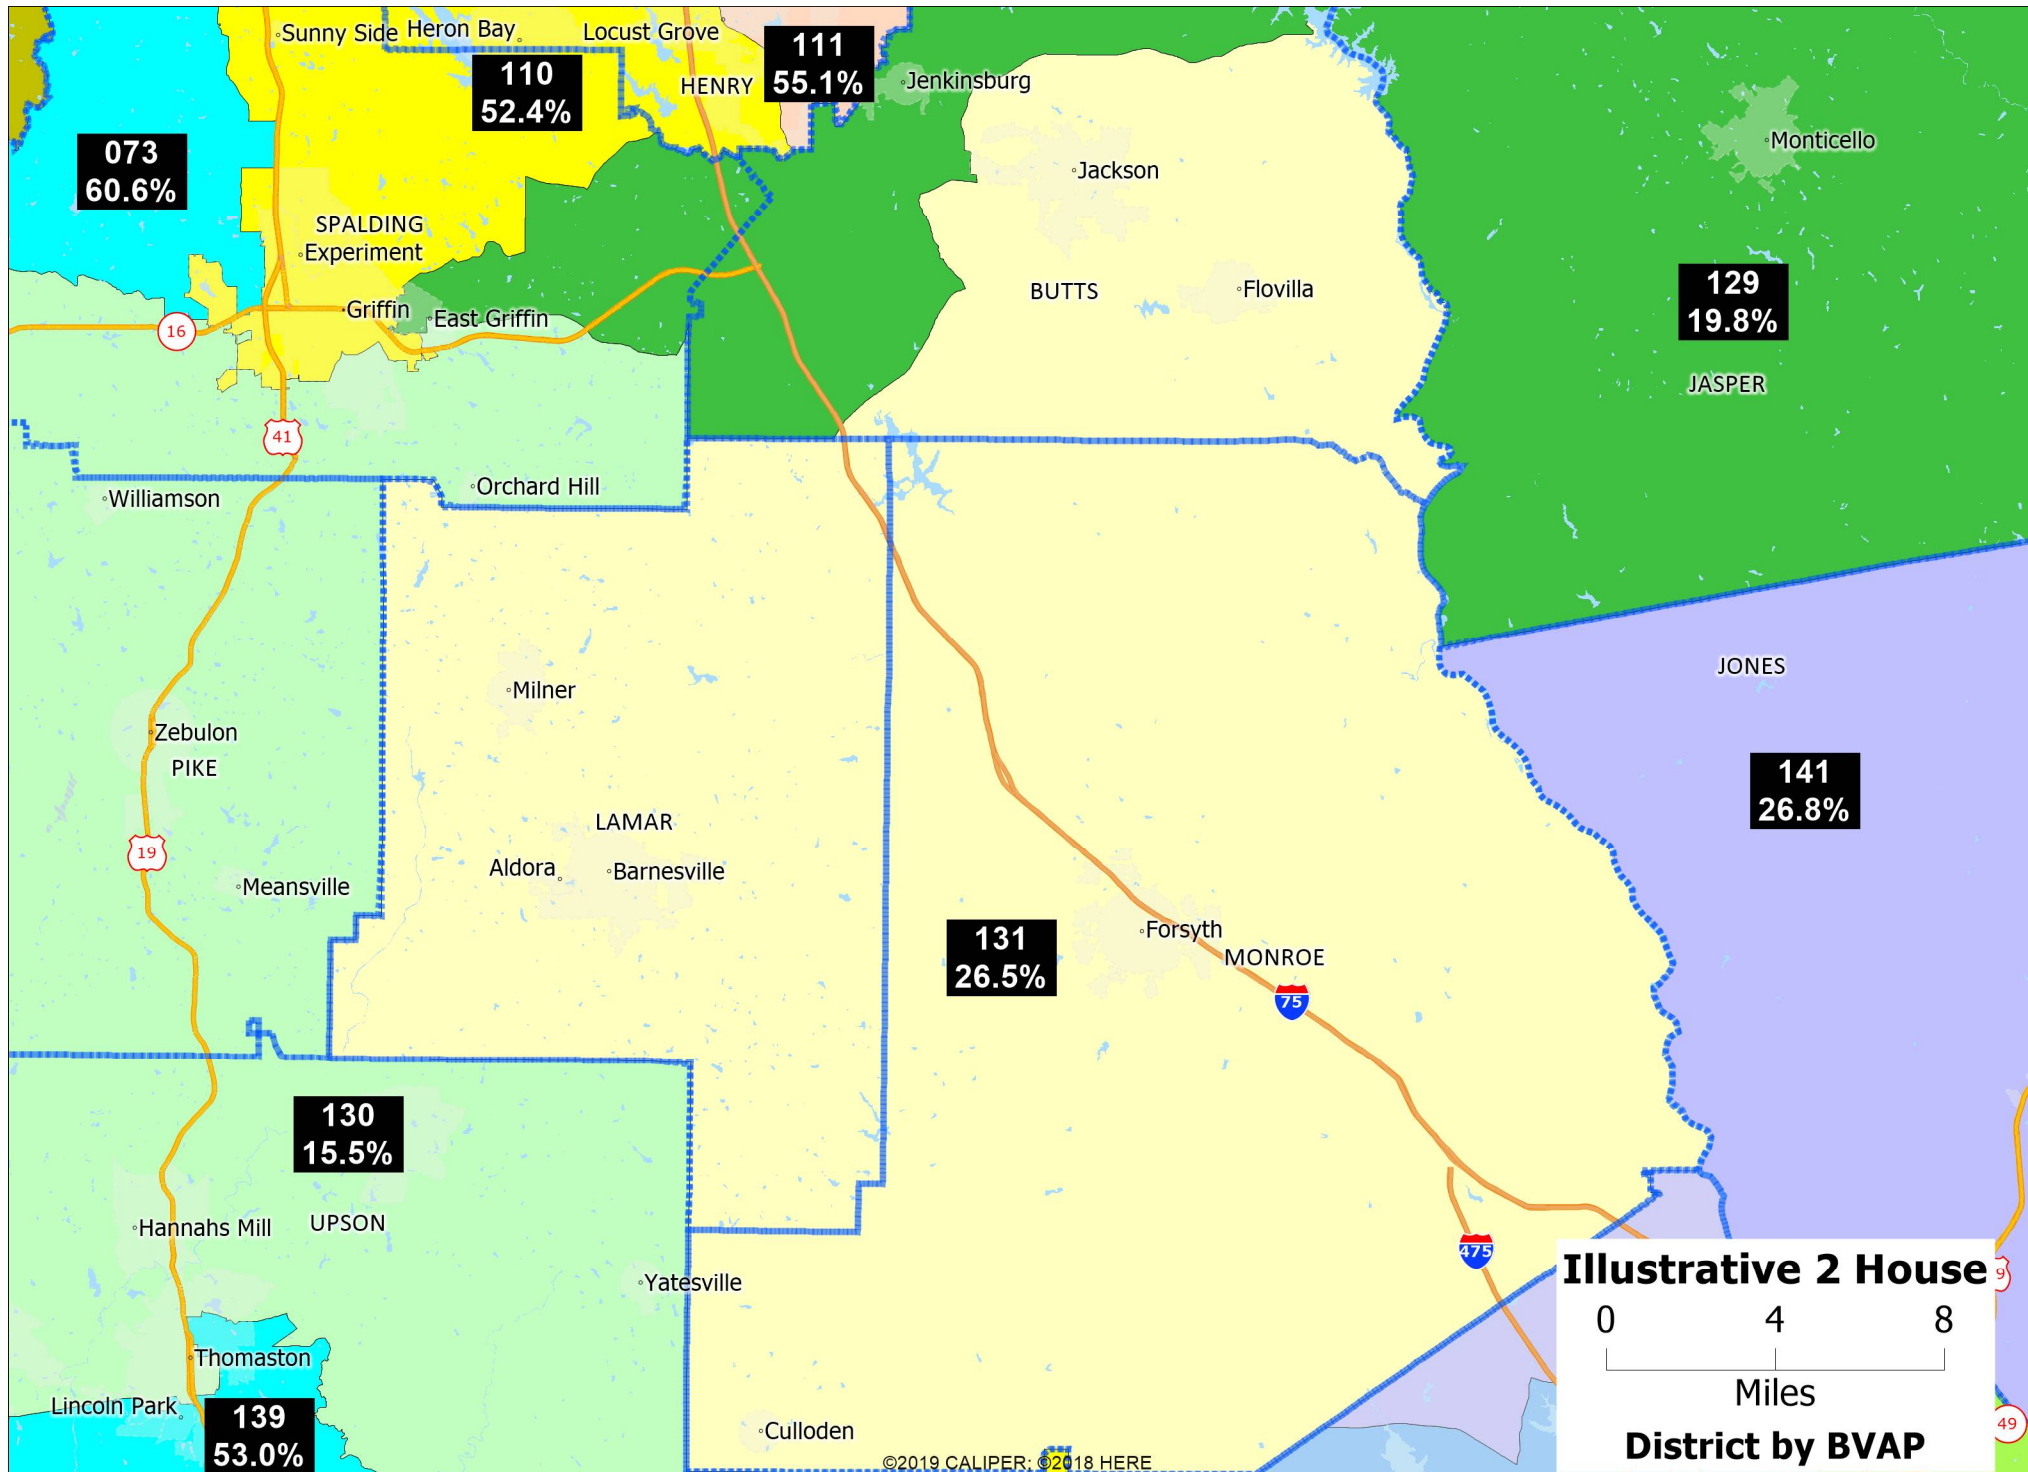 Sunny Side
Heron Bay
Locust Grove
111
55.1%
110
52.4%
HENRY
Jenkinsburg
073
60.6%
Jackson
Monticello
SPALDING
Experiment
BUTTS
Flovilla
129
19.8%
Griffin
East Griffin
16
JASPER
41
Orchard Hill
Williamson
JONES
Milner
Zebulon
PIKE
141
26.8%
LAMAR
19
Aldora
Barnesville
Meansville
131
26.5%
Forsyth
MONROE
75
130
15.5%
Hannahs Mill
UPSON
475
Yatesville
Illustrative 2 House
9
0 4 8
Miles
Thomaston
Lincoln Park
139
53.0%
Culloden
49
District by BVAP
©2019 CALIPER; ©2018 HERE